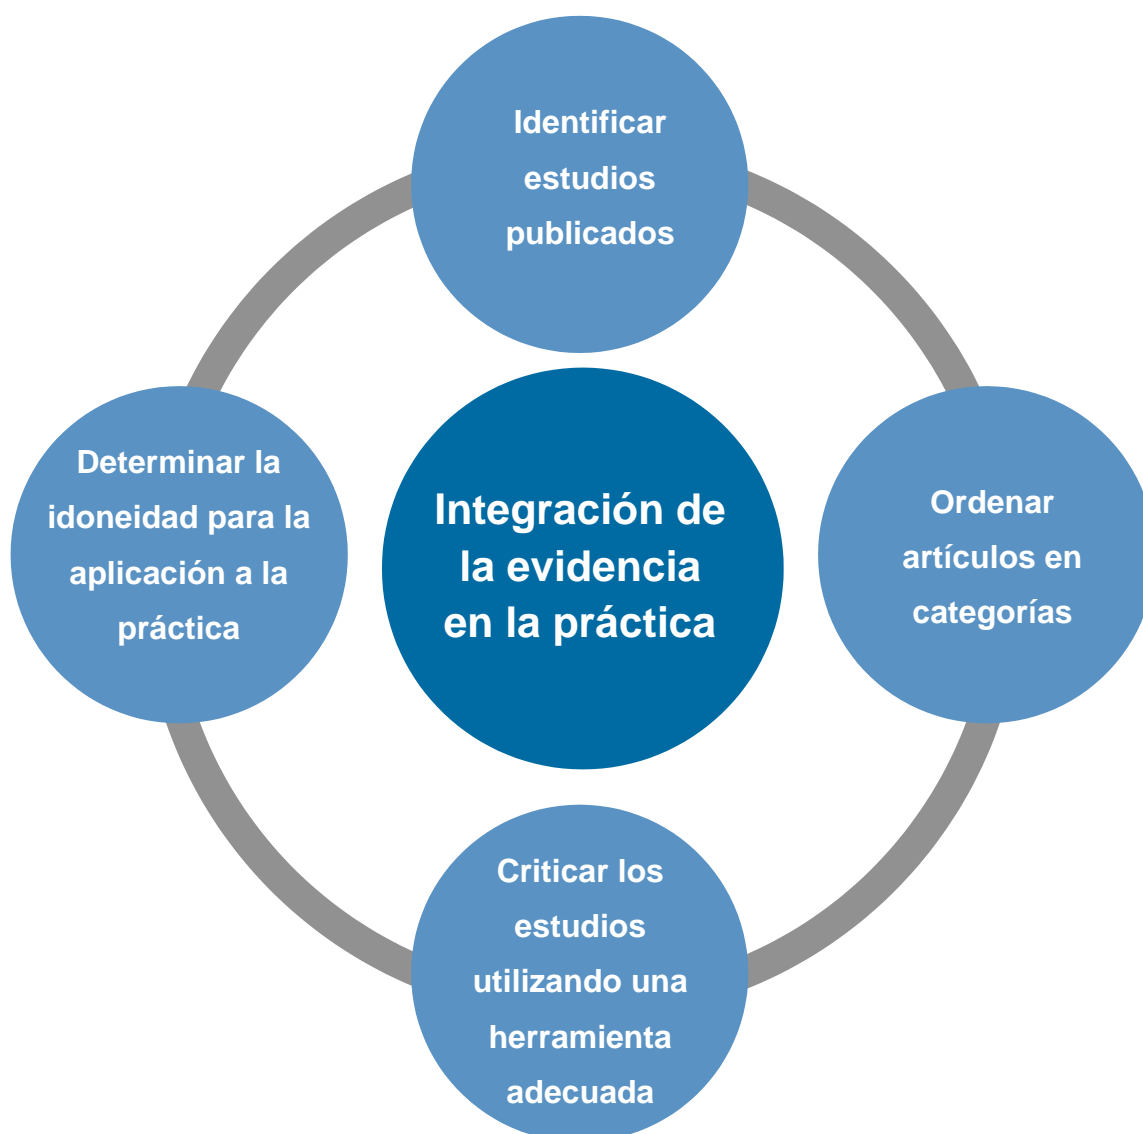 Identificar
estudios
publicados
Determinar la
idoneidad para la
aplicación a la
práctica
Integración de
la evidencia
en la práctica
Ordenar
artículos en
categorías
Criticar los
estudios
utilizando una
herramienta
adecuada